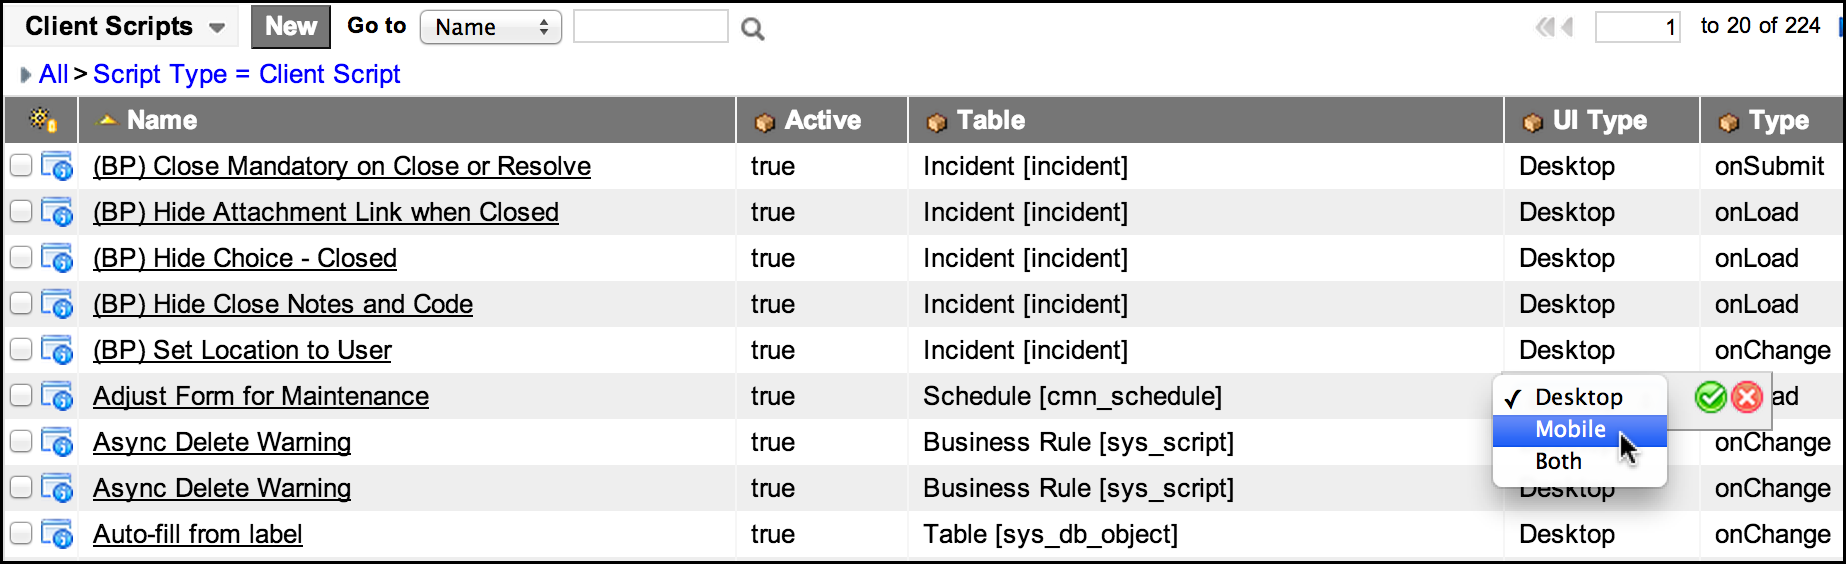 Client Scripts New Go to Name 1 to 20 of 224
All > Script Type = Client Script
Name Active Table UI Type Type
(BP) Close Mandatory on Close or Resolve true Incident [incident] Desktop onSubmit
(BP) Hide Attachment Link when Closed true Incident [incident] Desktop onLoad
(BP) Hide Choice - Closed true Incident [incident] Desktop onLoad
(BP) Hide Close Notes and Code true Incident [incident] Desktop onLoad
(BP) Set Location to User true Incident [incident] Desktop onChange
Adjust Form for Maintenance true Schedule [cmn_schedule] Desktop ad
Mobile
Async Delete Warning true Business Rule [sys_script] onChange
Both
Async Delete Warning true Business Rule [sys_script] Desktop onChange
Auto-fill from label true Table [sys_db_object] Desktop onChange